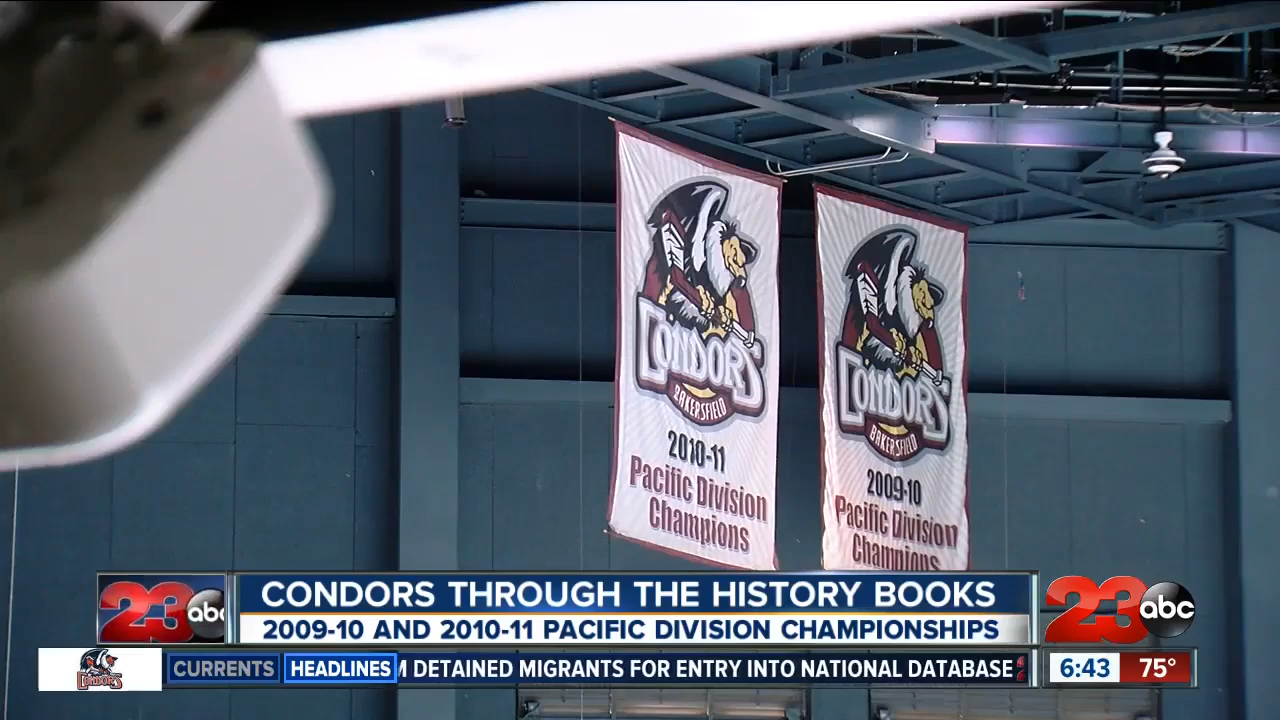 CONDORS
BAKERSFIELD
2010-11
Pacific Division
Champions
CONDORS
BAKERSFIELD
2009-10
Pacific Division
Champions
23 abc
CONDORS THROUGH THE HISTORY BOOKS
2009-10 AND 2010-11 PACIFIC DIVISION CHAMPIONSHIPS
23 abc
CONDORS
CURRENTS
HEADLINES
M DETAINED MIGRANTS FOR ENTRY INTO NATIONAL DATABASE
6:43
75°